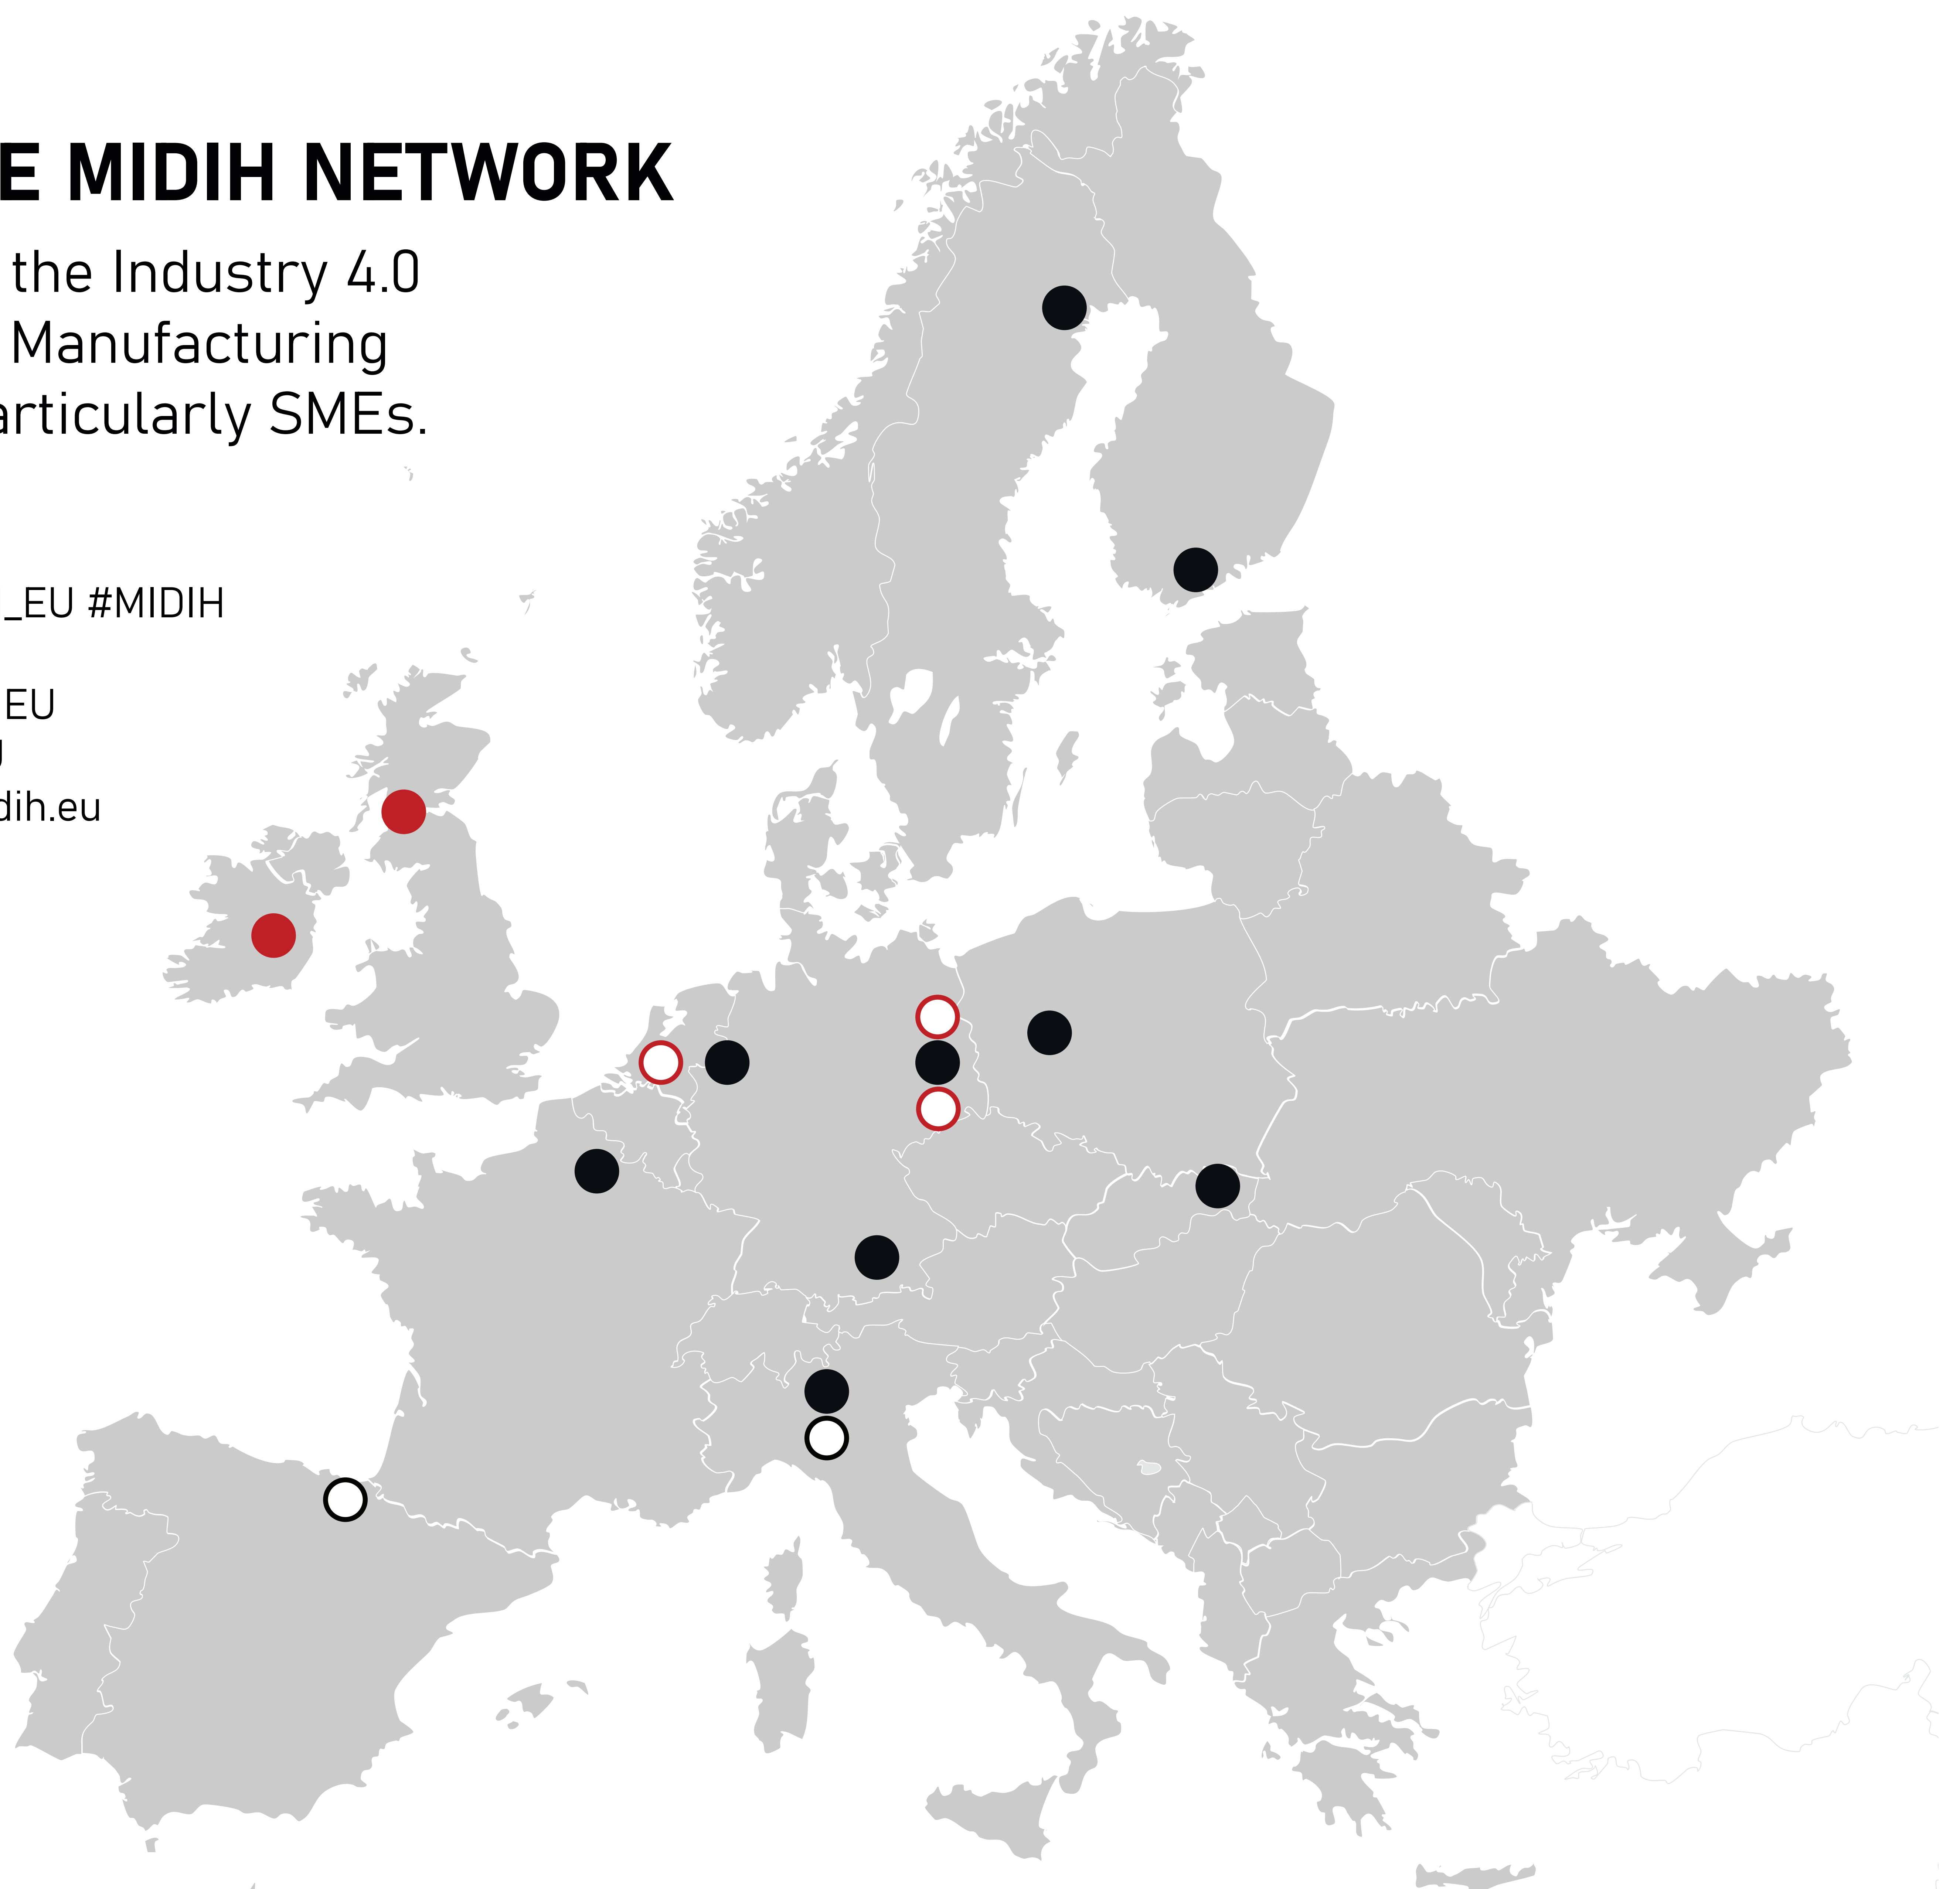 E MIDIH NETWORK
the Industry 4.0
Manufacturing
articularly SMEs.
_EU #MIDIH
EU
dih.eu